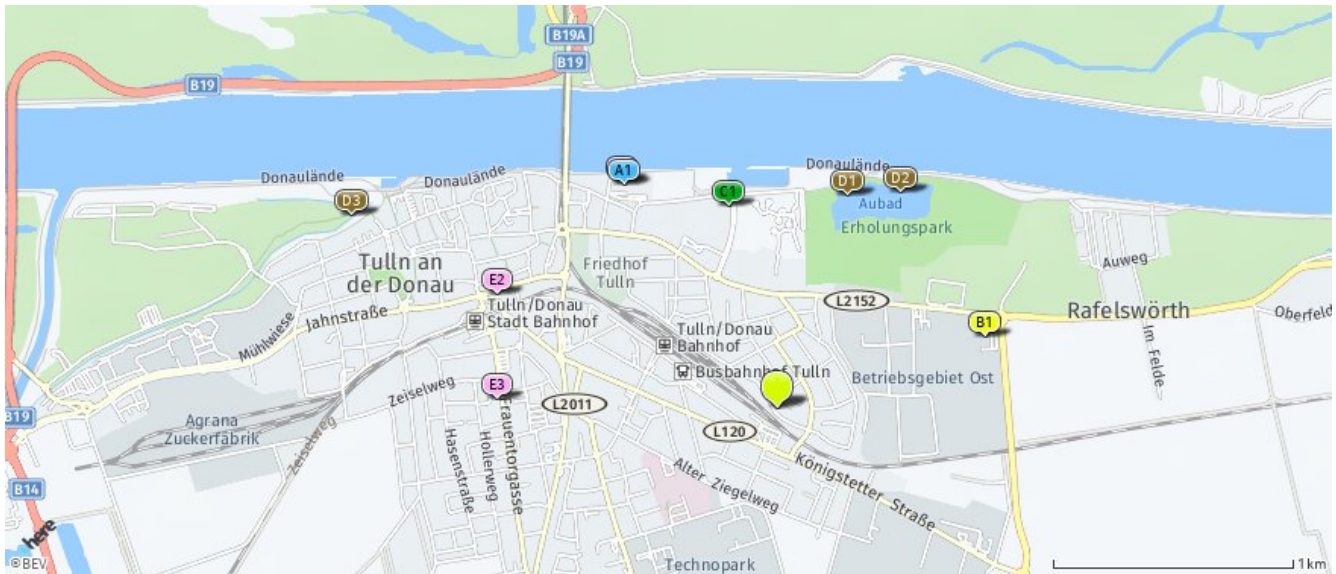 B19A
B19
B19
Donaulände
Donaulände
Donaulände
A1
C1
D1
D2
D3
Aubad
Erholungspark
Tulln an
der Donau
Friedhof
Tulln
E2
Auweg
L2152
Rafelswörth
Oberfeld
Tulln/Donau
Stadt Bahnhof
Jahnstraße
Mühlwiese
Tulln/Donau
Bahnhof
B1
Im Felde
Busbahnhof Tulln
Betriebsgebiet Ost
E3
Zeiselweg
L2011
B19
Agrana
Zuckerfabrik
L120
Zeiselweg
Hasenstraße
Hollerweg
Frauentorgasse
Alter Ziegelweg
Königstetter Straße
B14
here
©BEV
Technopark
1km